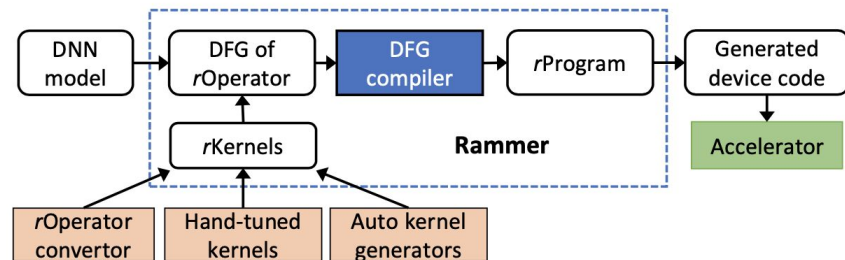 DNN
model
DFG of
rOperator
DFG
compiler
rProgram
Generated
device code
rKernels
Rammer
Accelerator
rOperator
convertor
Hand-tuned
kernels
Auto kernel
generators